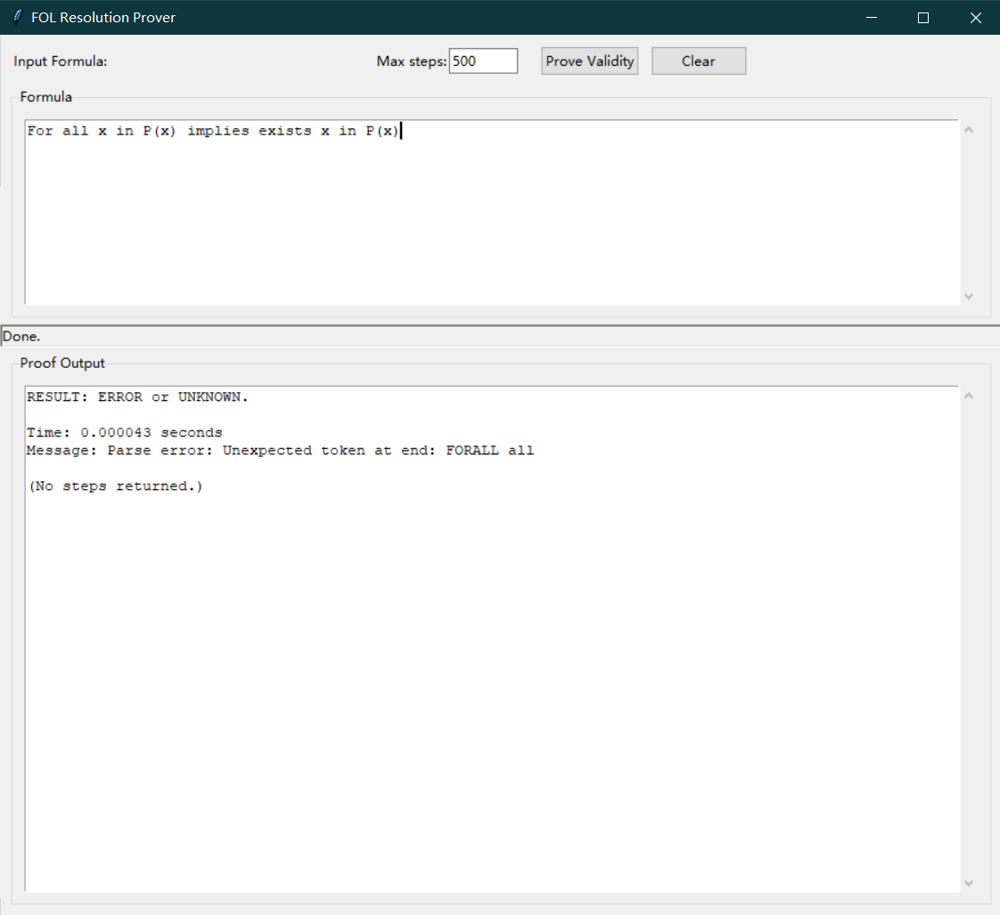 FOL Resolution Prover
Input Formula: Max steps: 500 Prove Validity Clear
Formula
For all x in P(x) implies exists x in P(x)
Done.
Proof Output
RESULT: ERROR or UNKNOWN.
Time: 0.000043 seconds
Message: Parse error: Unexpected token at end: FORALL all
(No steps returned.)